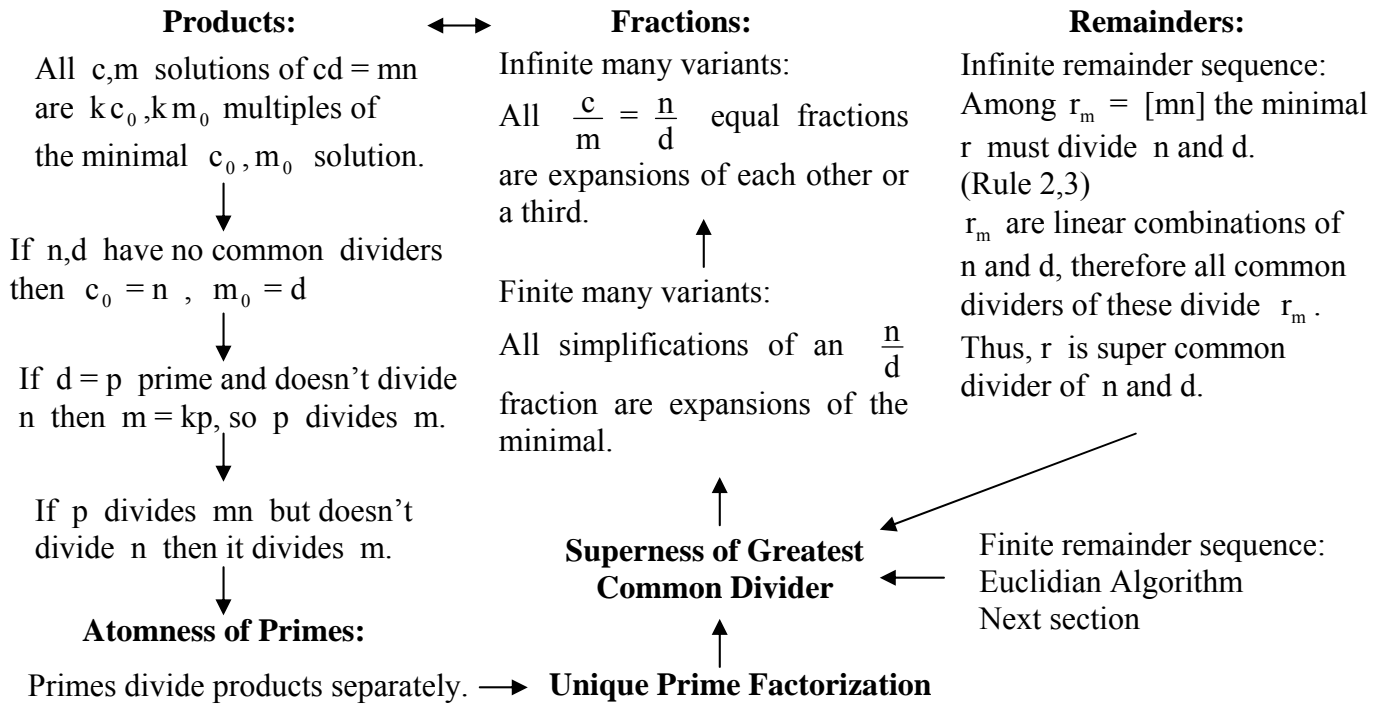 Products:
All c,m solutions of cd = mn
are k c₀ ,k m₀ multiples of
the minimal c₀ , m₀ solution.
If n,d have no common dividers
then c₀ = n , m₀ = d
If d = p prime and doesn't divide
n then m = kp, so p divides m.
If p divides mn but doesn't
divide n then it divides m.
Atomness of Primes:
Primes divide products separately.
Fractions:
Infinite many variants:
All c/m = n/d equal fractions
are expansions of each other or
a third.
Finite many variants:
All simplifications of an n/d
fraction are expansions of the
minimal.
Superness of Greatest
Common Divider
Unique Prime Factorization
Remainders:
Infinite remainder sequence:
Among rₘ = [mn] the minimal
r must divide n and d.
(Rule 2,3)
rₘ are linear combinations of
n and d, therefore all common
dividers of these divide rₘ .
Thus, r is super common
divider of n and d.
Finite remainder sequence:
Euclidian Algorithm
Next section